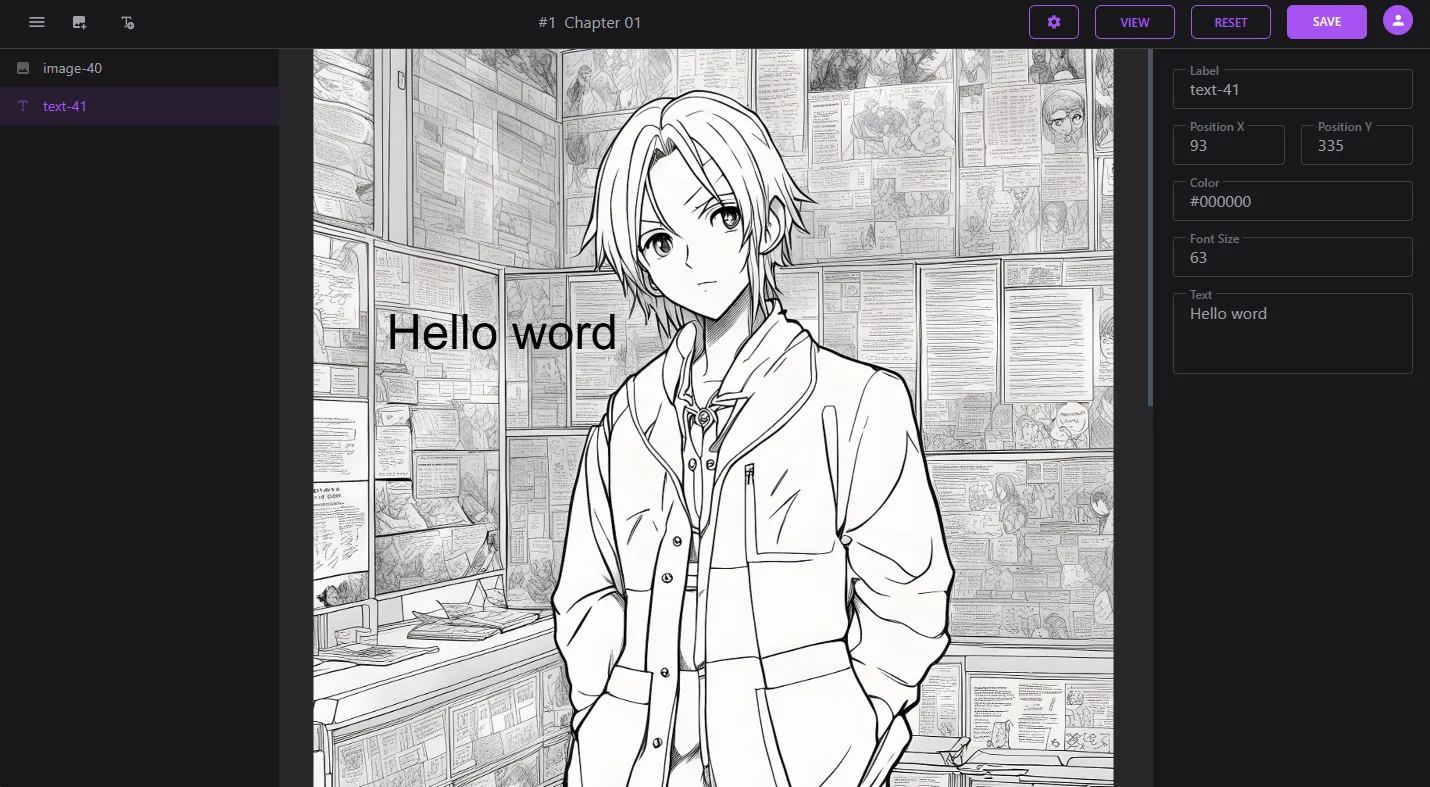 #1 Chapter 01
VIEW
RESET
SAVE
image-40
text-41
Hello word
Label
text-41
Position X
93
Position Y
335
Color
#000000
Font Size
63
Text
Hello word